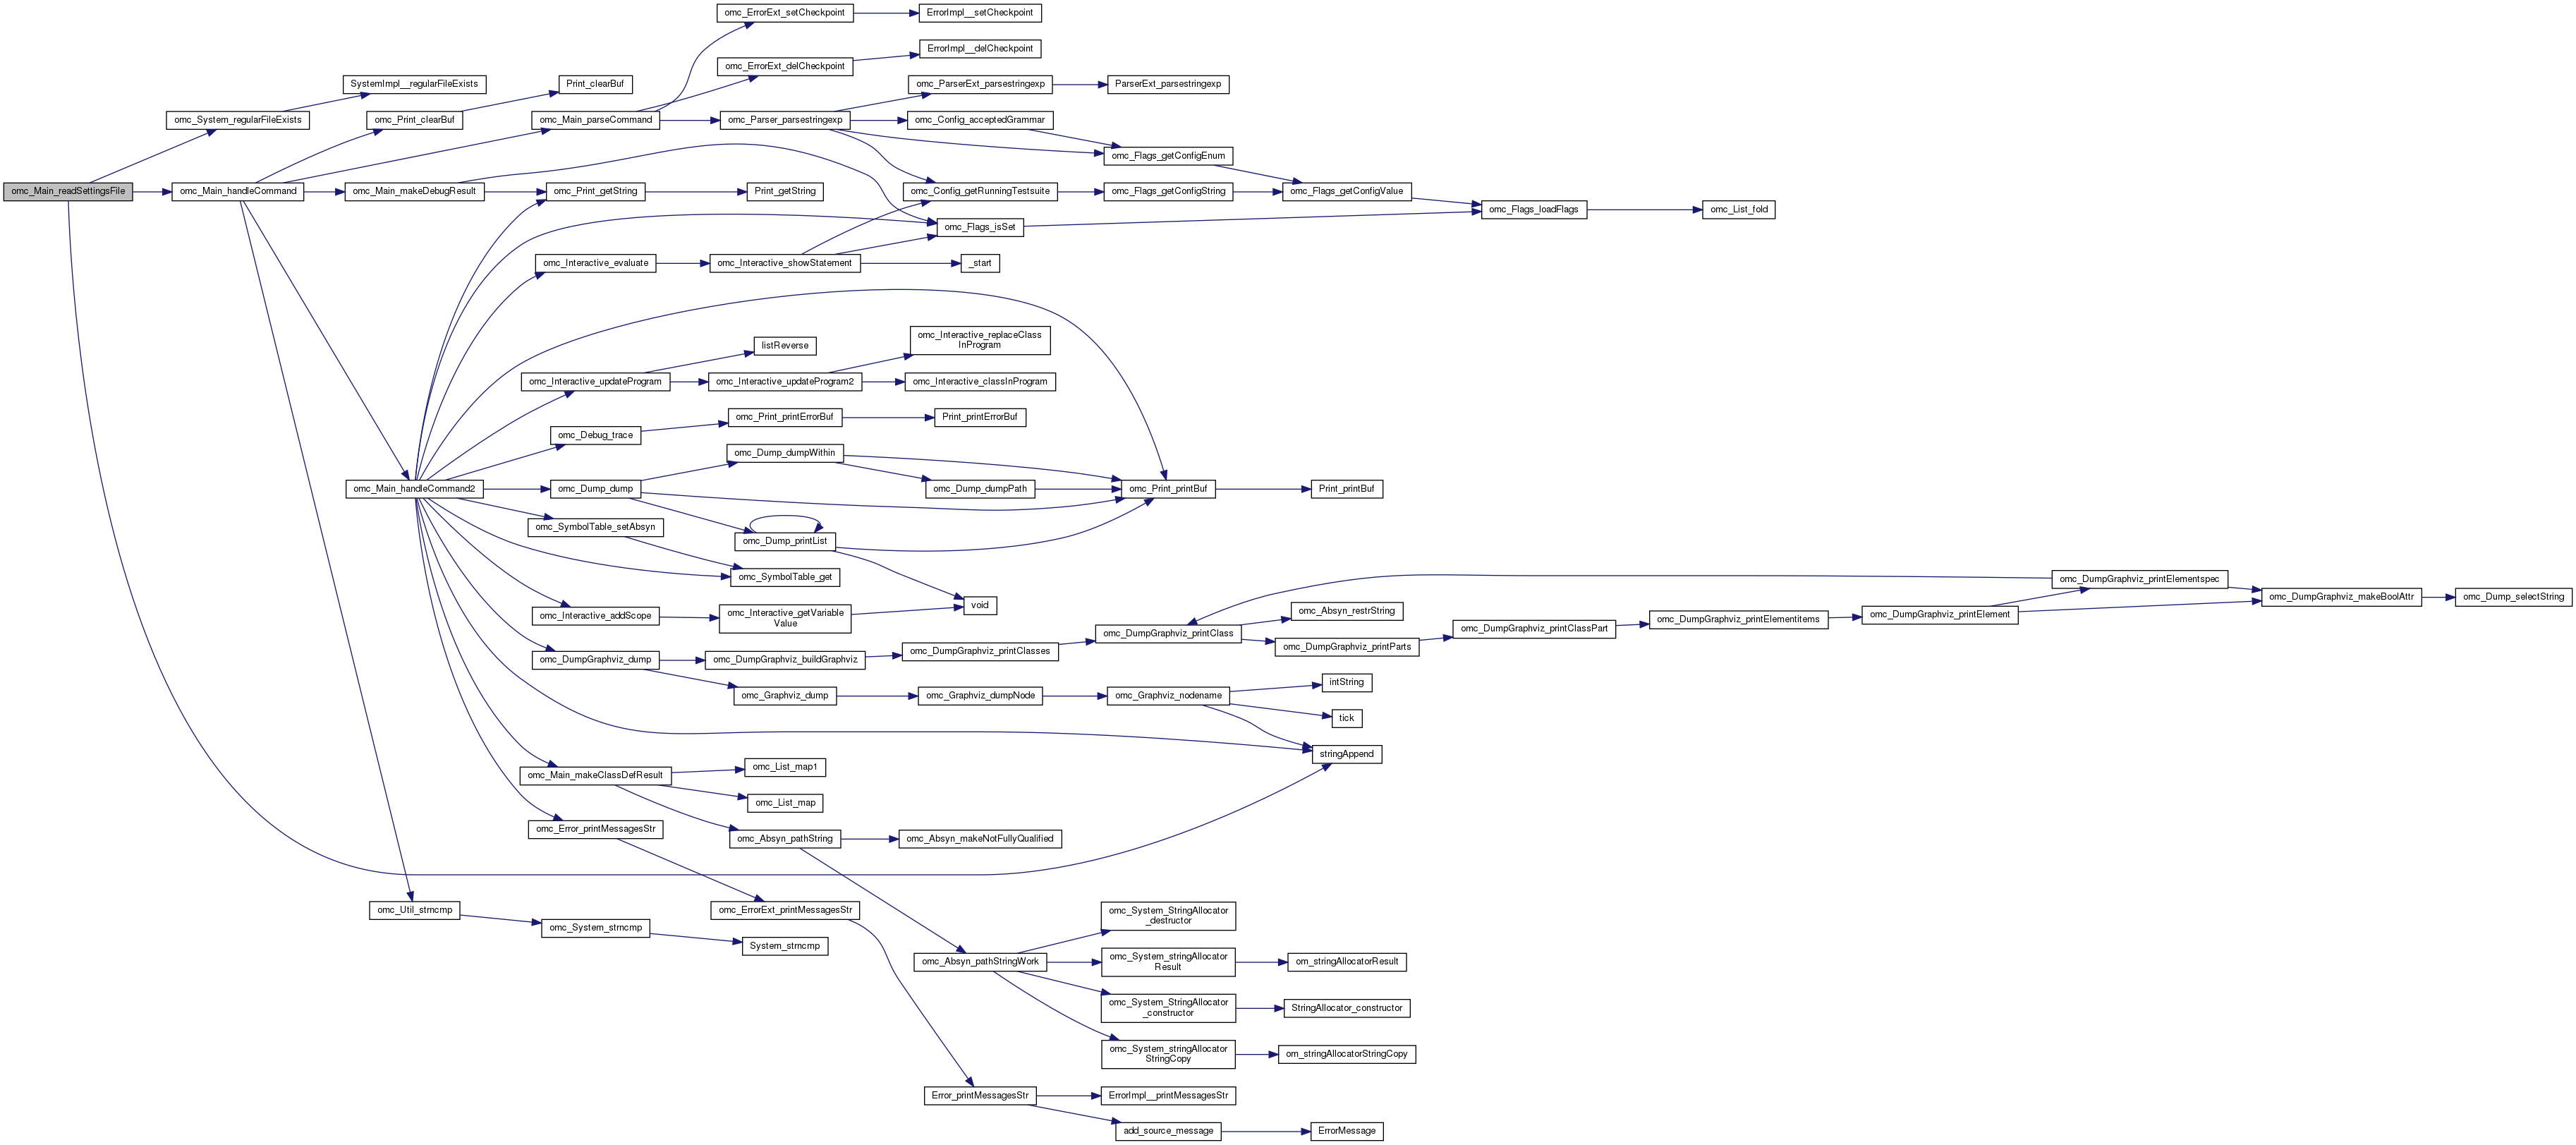 omc_ErrorExt_setCheckpoint
ErrorImpl__setCheckpoint
ErrorImpl__delCheckpoint
omc_ErrorExt_delCheckpoint
SystemImpl__regularFileExists
Print_clearBuf
omc_ParserExt_parsestringexp
ParserExt_parsestringexp
omc_System_regularFileExists
omc_Print_clearBuf
omc_Main_parseCommand
omc_Parser_parsestringexp
omc_Config_acceptedGrammar
omc_Flags_getConfigEnum
omc_Main_readSettingsFile
omc_Main_handleCommand
omc_Main_makeDebugResult
omc_Print_getString
Print_getString
omc_Config_getRunningTestsuite
omc_Flags_getConfigString
omc_Flags_getConfigValue
omc_Flags_loadFlags
omc_List_fold
omc_Flags_isSet
omc_Interactive_evaluate
omc_Interactive_showStatement
_start
omc_Interactive_replaceClass
InProgram
listReverse
omc_Interactive_updateProgram
omc_Interactive_updateProgram2
omc_Interactive_classInProgram
omc_Print_printErrorBuf
Print_printErrorBuf
omc_Debug_trace
omc_Dump_dumpWithin
omc_Main_handleCommand2
omc_Dump_dump
omc_Dump_dumpPath
omc_Print_printBuf
Print_printBuf
omc_SymbolTable_setAbsyn
omc_Dump_printList
omc_SymbolTable_get
omc_DumpGraphviz_printElementspec
omc_DumpGraphviz_makeBoolAttr
omc_Dump_selectString
void
omc_Interactive_addScope
omc_Interactive_getVariable
Value
omc_Absyn_restrString
omc_DumpGraphviz_printElement
omc_DumpGraphviz_printElementitems
omc_DumpGraphviz_printClassPart
omc_DumpGraphviz_printClass
omc_DumpGraphviz_printParts
omc_DumpGraphviz_printClasses
omc_DumpGraphviz_dump
omc_DumpGraphviz_buildGraphviz
intString
omc_Graphviz_dump
omc_Graphviz_dumpNode
omc_Graphviz_nodename
tick
stringAppend
omc_List_map1
omc_Main_makeClassDefResult
omc_List_map
omc_Error_printMessagesStr
omc_Absyn_pathString
omc_Absyn_makeNotFullyQualified
omc_Util_strncmp
omc_ErrorExt_printMessagesStr
omc_System_StringAllocator
_destructor
omc_System_strncmp
System_strncmp
omc_Absyn_pathStringWork
omc_System_stringAllocator
Result
om_stringAllocatorResult
omc_System_StringAllocator
_constructor
StringAllocator_constructor
omc_System_stringAllocator
StringCopy
om_stringAllocatorStringCopy
Error_printMessagesStr
ErrorImpl__printMessagesStr
add_source_message
ErrorMessage